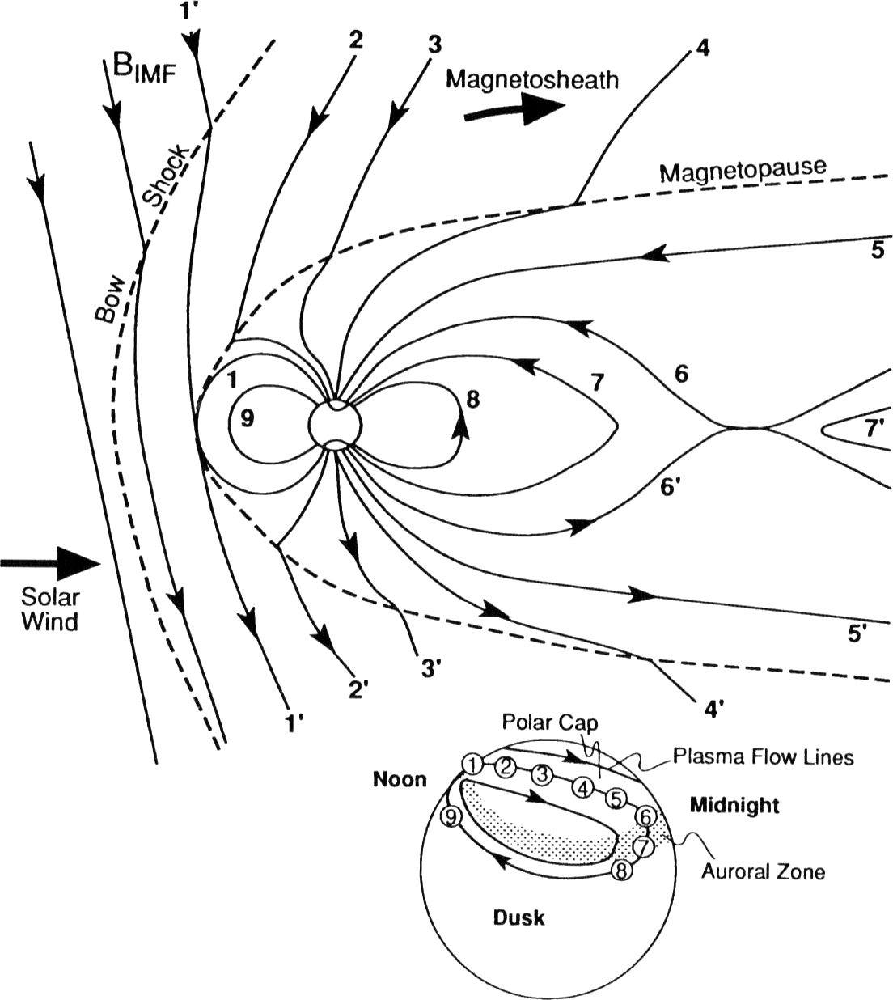 1'
2
3
4
BIMF
Magnetosheath
Shock
Magnetopause
5
Bow
6
1
7
8
9
7'
6'
Solar
Wind
5'
3'
2'
4'
1'
Polar Cap
Plasma Flow Lines
Noon
1
2
3
4
5
6
Midnight
9
7
8
Auroral Zone
Dusk